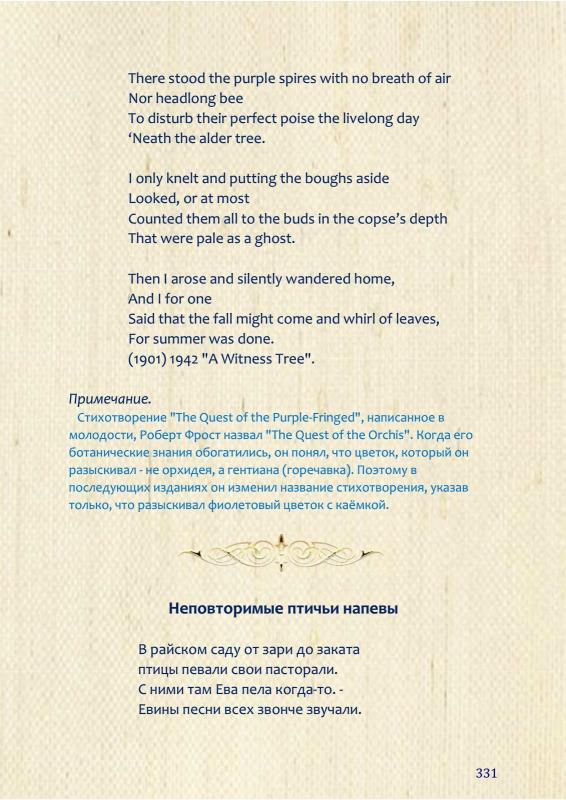 There stood the purple spires with no breath of air
Nor headlong bee
To disturb their perfect poise the livelong day
‘Neath the alder tree.
I only knelt and putting the boughs aside
Looked, or at most
Counted them all to the buds in the copse’s depth
That were pale as a ghost.
Then I arose and silently wandered home,
And I for one
Said that the fall might come and whirl of leaves,
For summer was done.
(1901) 1942 "A Witness Tree".
Примечание.
Стихотворение "The Quest of the Purple-Fringed", написанное в
молодости, Роберт Фрост назвал "The Quest of the Orchis". Когда его
ботанические знания обогатились, он понял, что цветок, который он
разыскивал - не орхидея, а гентиана (горечавка). Поэтому в
последующих изданиях он изменил название стихотворения, указав
только, что разыскивал фиолетовый цветок с каёмкой.
Неповторимые птичьи напевы
В райском саду от зари до заката
птицы певали свои пасторали.
С ними там Ева пела когда-то. -
Евины песни всех звонче звучали.
331